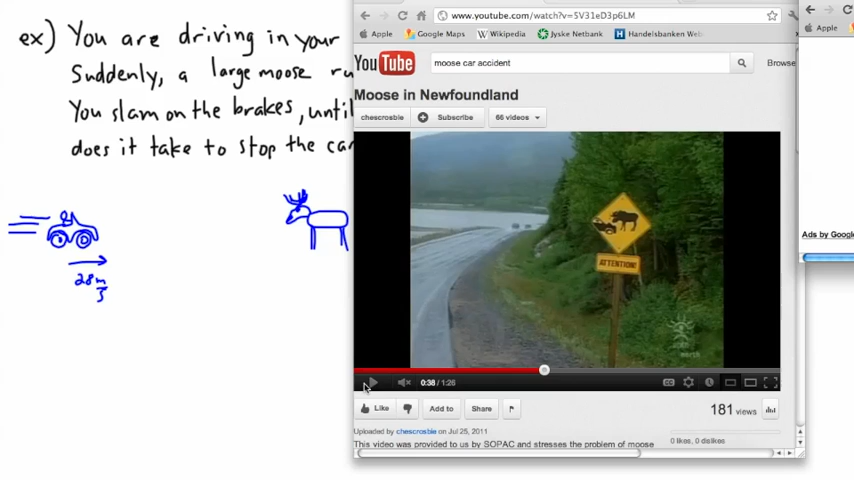 ex) You are driving in your
Suddenly, a large moose ru
You slam on the brakes, until
does it take to stop the car
28 m/s
www.youtube.com/watch?v=5V31eD3p6LM
Apple Google Maps Wikipedia Jyske Netbank Handelsbanken Web
Apple
YouTube moose car accident Browse
Moose in Newfoundland
chescrosbie Subscribe 66 videos
ATTENTION!
0:38 / 1:26
CC
Like Add to Share
181 views
Uploaded by chescrosbie on Jul 25, 2011
0 likes, 0 dislikes
This video was provided to us by SOPAC and stresses the problem of moose
Ads by Google